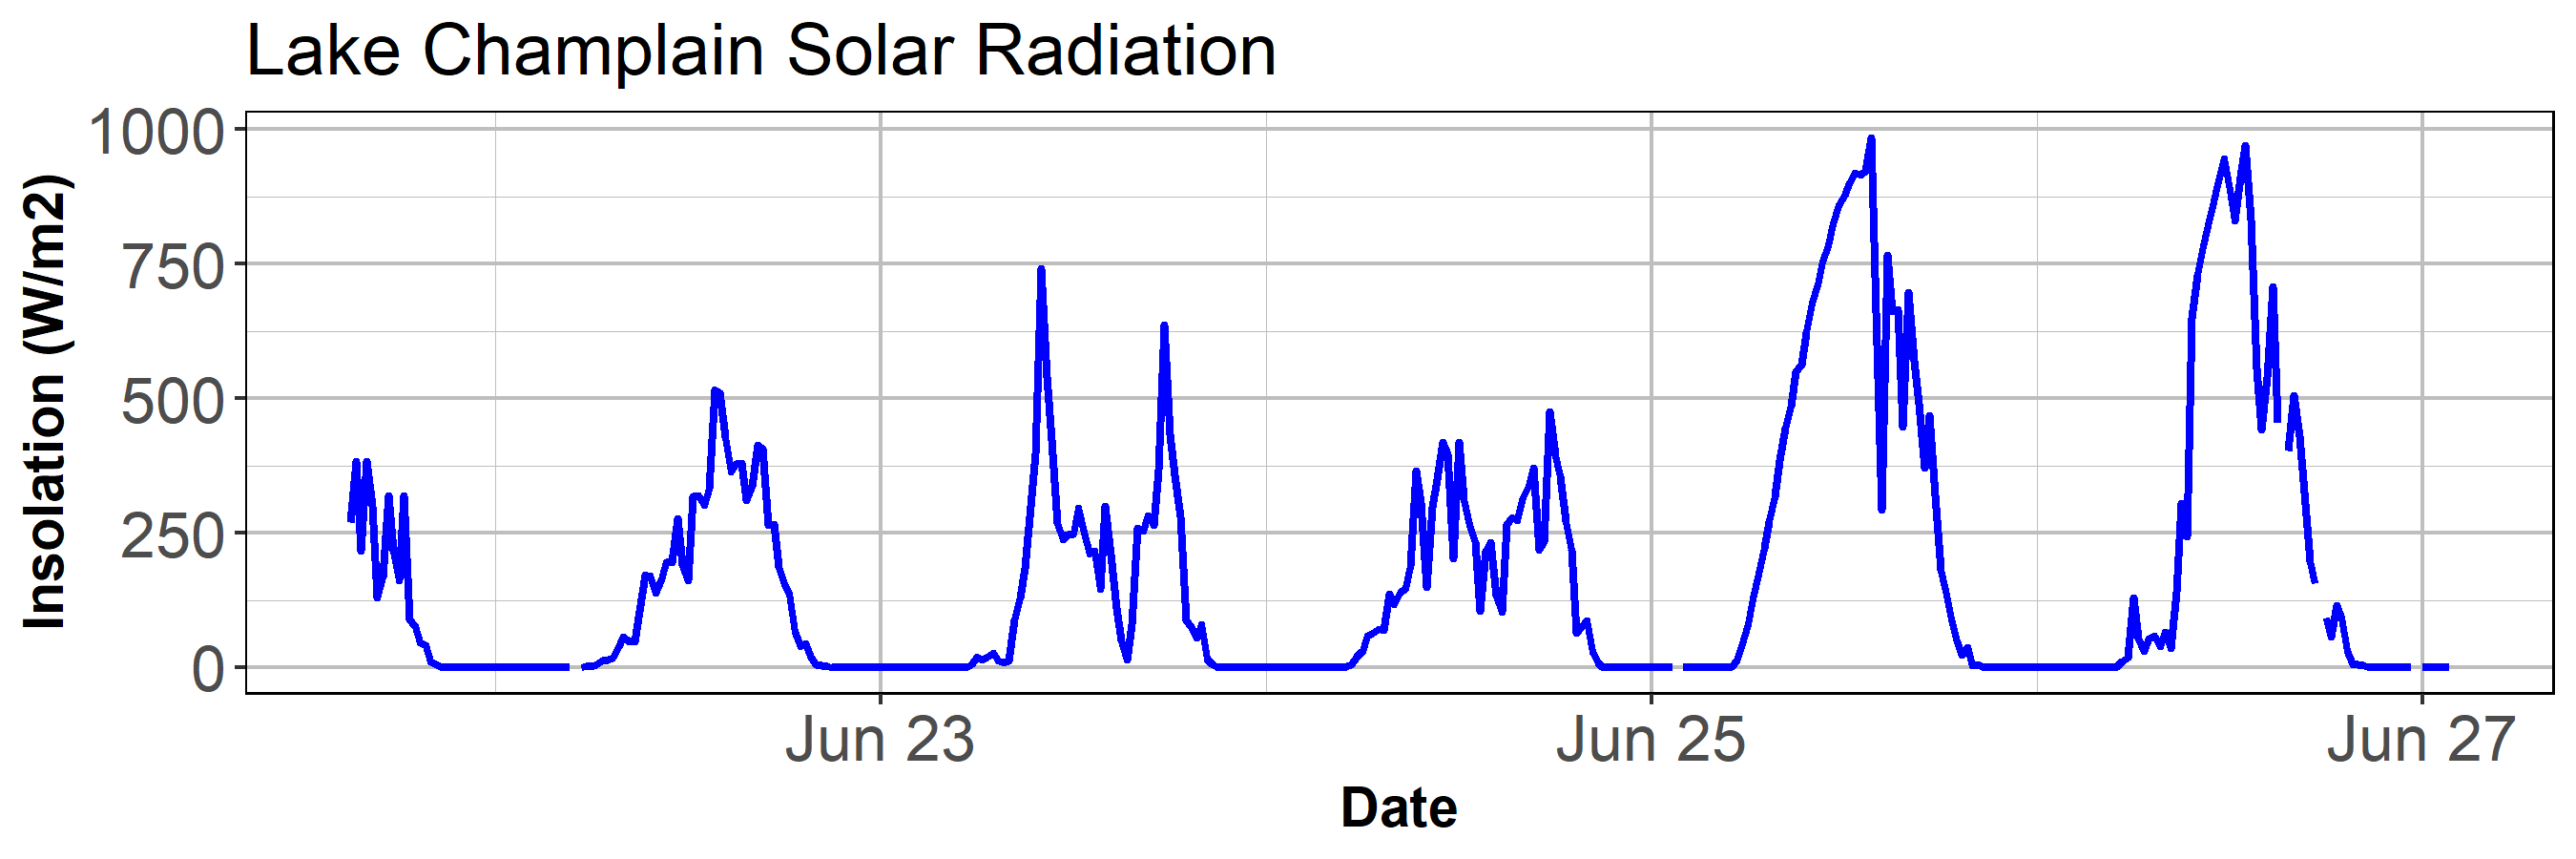 Lake Champlain Solar Radiation
Insolation (W/m2)
1000
750
500
250
0
Jun 23 Jun 25 Jun 27
Date